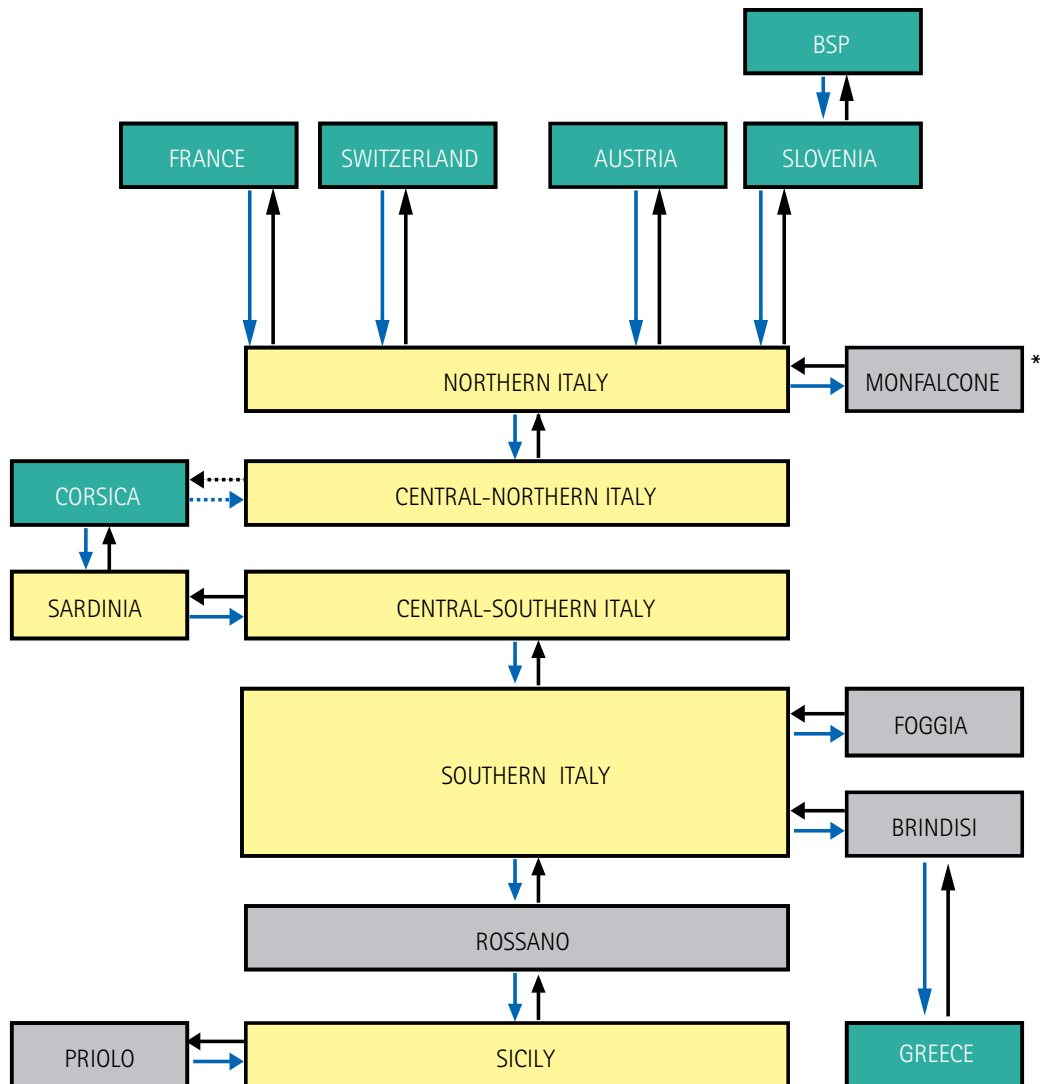 BSP
FRANCE
SWITZERLAND
AUSTRIA
SLOVENIA
NORTHERN ITALY
MONFALCONE
*
CORSICA
CENTRAL-NORTHERN ITALY
SARDINIA
CENTRAL-SOUTHERN ITALY
FOGGIA
SOUTHERN ITALY
BRINDISI
ROSSANO
PRIOLO
SICILY
GREECE